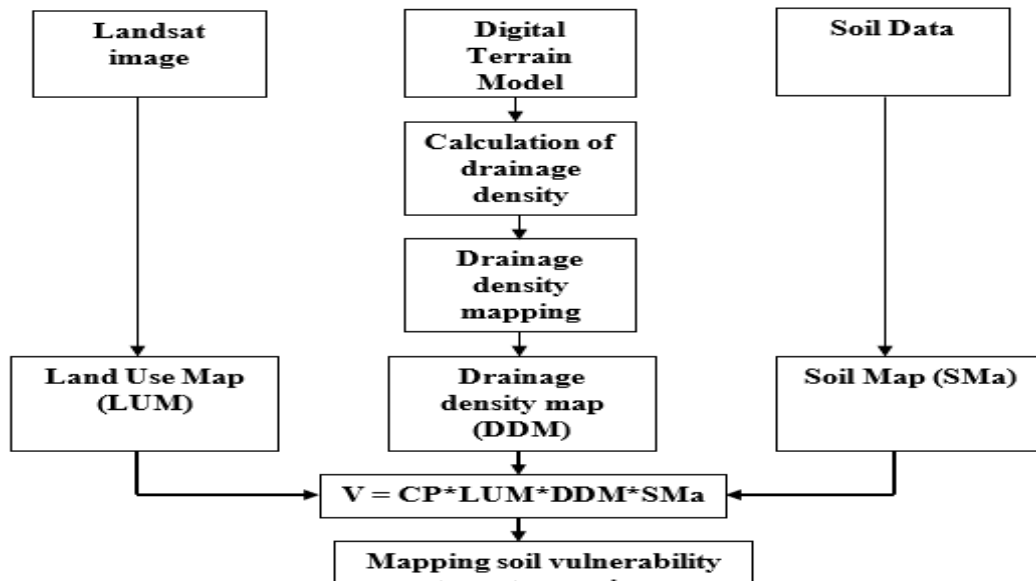 Landsat
image
Digital
Terrain
Model
Soil Data
Calculation of
drainage
density
Drainage
density
mapping
Land Use Map
(LUM)
Drainage
density map
(DDM)
Soil Map (SMa)
V = CP*LUM*DDM*SMa
Mapping soil vulnerability